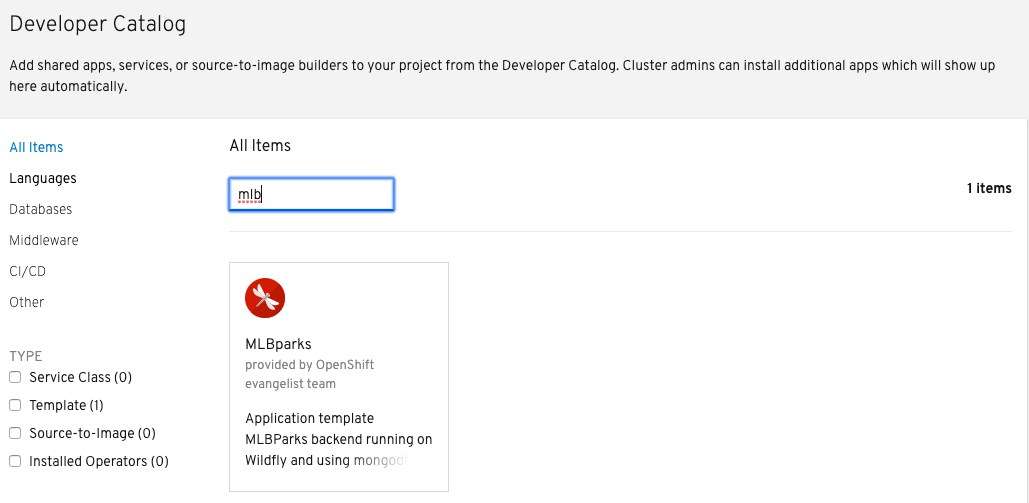 Developer Catalog
Add shared apps, services, or source-to-image builders to your project from the Developer Catalog. Cluster admins can install additional apps which will show up
here automatically.
All Items
Languages
Databases
Middleware
CI/CD
Other
TYPE
Service Class (0)
Template (1)
Source-to-Image (0)
Installed Operators (0)
All Items
mlb
1 items
MLBparks
provided by OpenShift
evangelist team
Application template
MLBParks backend running on
Wildfly and using mongod